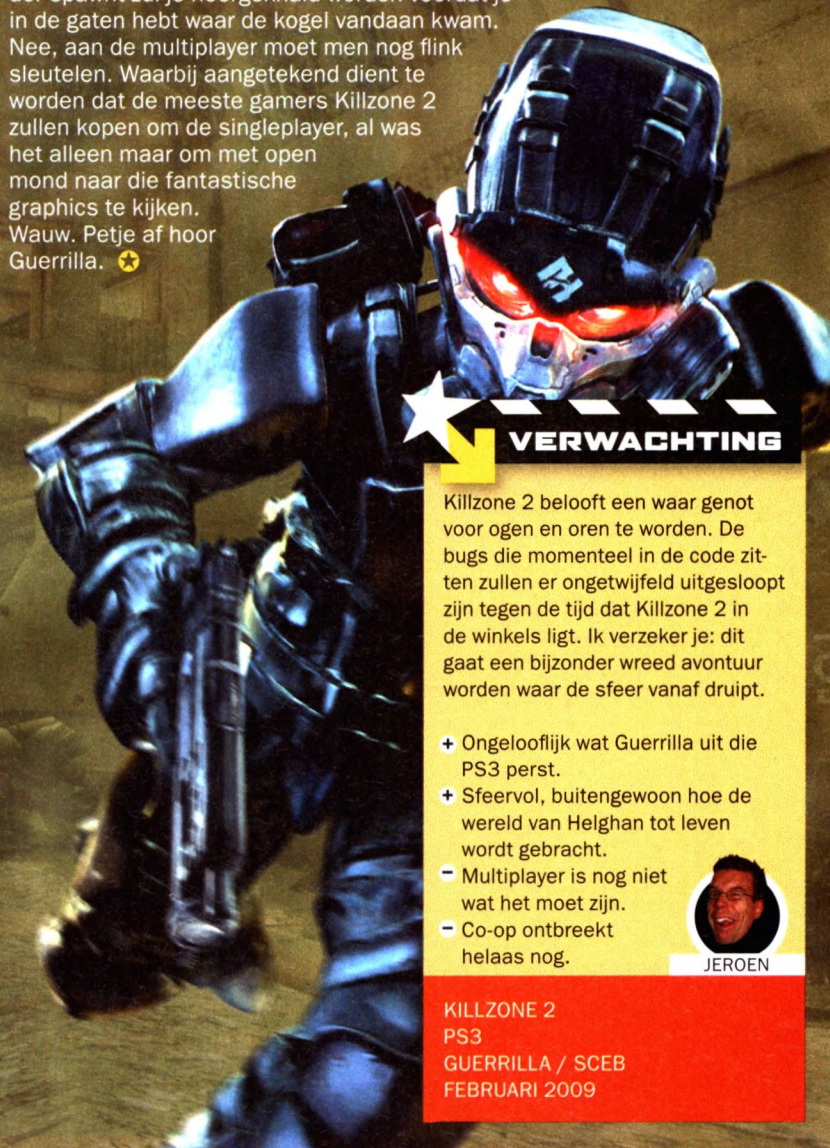 in de gaten hebt waar de kogel vandaan kwam.
Nee, aan de multiplayer moet men nog flink
sleutelen. Waarbij aangetekend dient te
worden dat de meeste gamers Killzone 2
zullen kopen om de singleplayer, al was
het alleen maar om met open
mond naar die fantastische
graphics te kijken.
Wauw. Petje af hoor
Guerrilla.
VERWACHTING
Killzone 2 belooft een waar genot
voor ogen en oren te worden. De
bugs die momenteel in de code zit-
ten zullen er ongetwijfeld uitgesloopt
zijn tegen de tijd dat Killzone 2 in
de winkels ligt. Ik verzeker je: dit
gaat een bijzonder wreed avontuur
worden waar de sfeer vanaf druipt.
+ Ongelooflijk wat Guerrilla uit die
PS3 perst.
+ Sfeervol, buitengewoon hoe de
wereld van Helghan tot leven
wordt gebracht.
- Multiplayer is nog niet
wat het moet zijn.
- Co-op ontbreekt
helaas nog.
JEROEN
KILLZONE 2
PS3
GUERRILLA / SCEB
FEBRUARI 2009